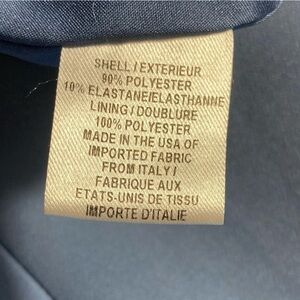 SHELL/EXTERIEUR
90% POLYESTER
10% ELASTANE/ELASTHANNE
LINING/DOUBLURE
100% POLYESTER
MADE IN THE USA OF
IMPORTED FABRIC
FROM ITALY/
FABRIQUE AUX
ETATS-UNIS DE TISSU
IMPORTE D'ITALIE